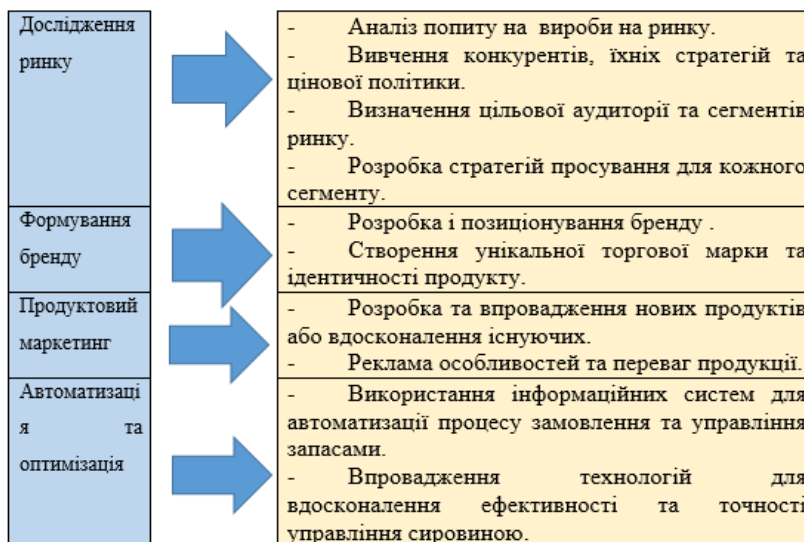 Дослідження
ринку
- Аналіз попиту на вироби на ринку.
- Вивчення конкурентів, їхніх стратегій та
цінової політики.
- Визначення цільової аудиторії та сегментів
ринку.
- Розробка стратегій просування для кожного
сегменту.
Формування
бренду
- Розробка і позиціонування бренду .
- Створення унікальної торгової марки та
ідентичності продукту.
Продуктовий
маркетинг
- Розробка та впровадження нових продуктів
або вдосконалення існуючих.
- Реклама особливостей та переваг продукції.
Автоматизаці
я та
оптимізація
- Використання інформаційних систем для
автоматизації процесу замовлення та управління
запасами.
- Впровадження технологій для
вдосконалення ефективності та точності
управління сировиною.